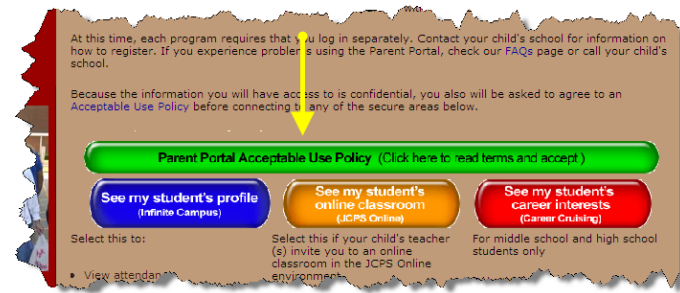 At this time, each program requires that you log in separately. Contact your child's school for information on
how to register. If you experience problems using the Parent Portal, check our FAQs page or call your child's
school.
Because the information you will have access to is confidential, you also will be asked to agree to an
Acceptable Use Policy before connecting to any of the secure areas below.
Parent Portal Acceptable Use Policy (Click here to read terms and accept.)
See my student's profile
(Infinite Campus)
See my student's
online classroom
(JCPS Online)
See my student's
career interests
(Career Cruising)
Select this to:
• View attendan
Select this if your child's teacher
(s) invite you to an online
classroom in the JCPS Online
environment
For middle school and high school
students only